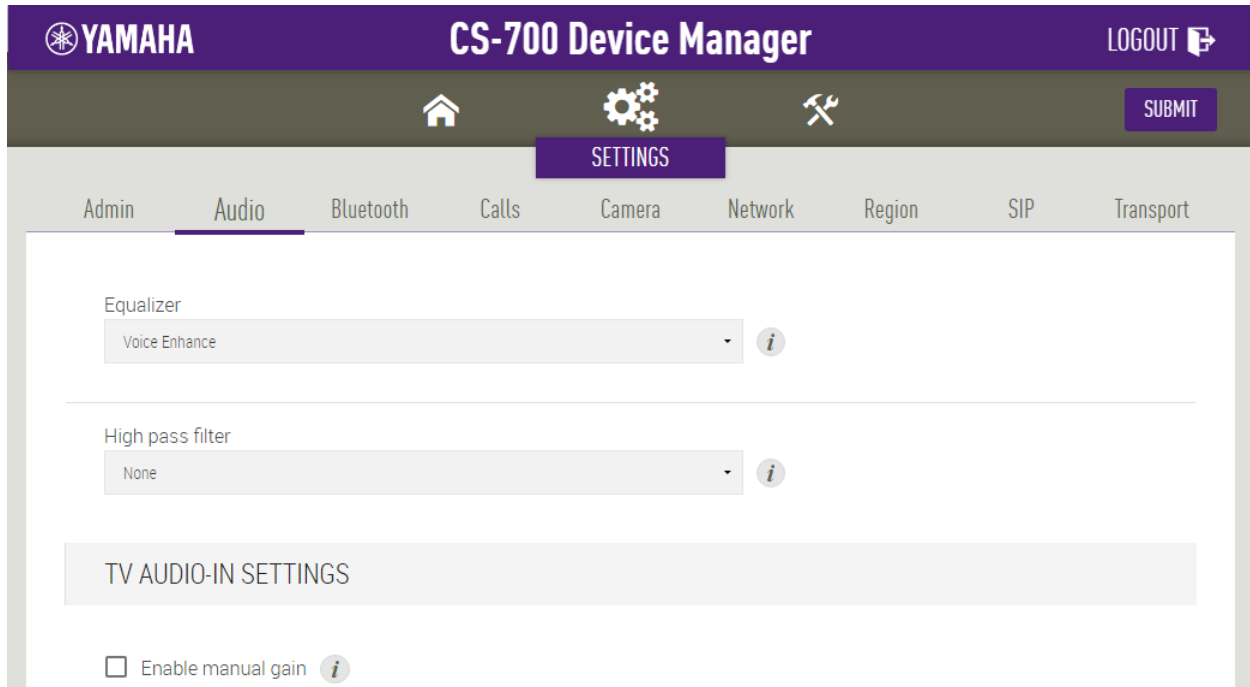 YAMAHA CS-700 Device Manager LOGOUT
SUBMIT
SETTINGS
Admin Audio Bluetooth Calls Camera Network Region SIP Transport
Equalizer
Voice Enhance i
High pass filter
None i
TV AUDIO-IN SETTINGS
Enable manual gain i